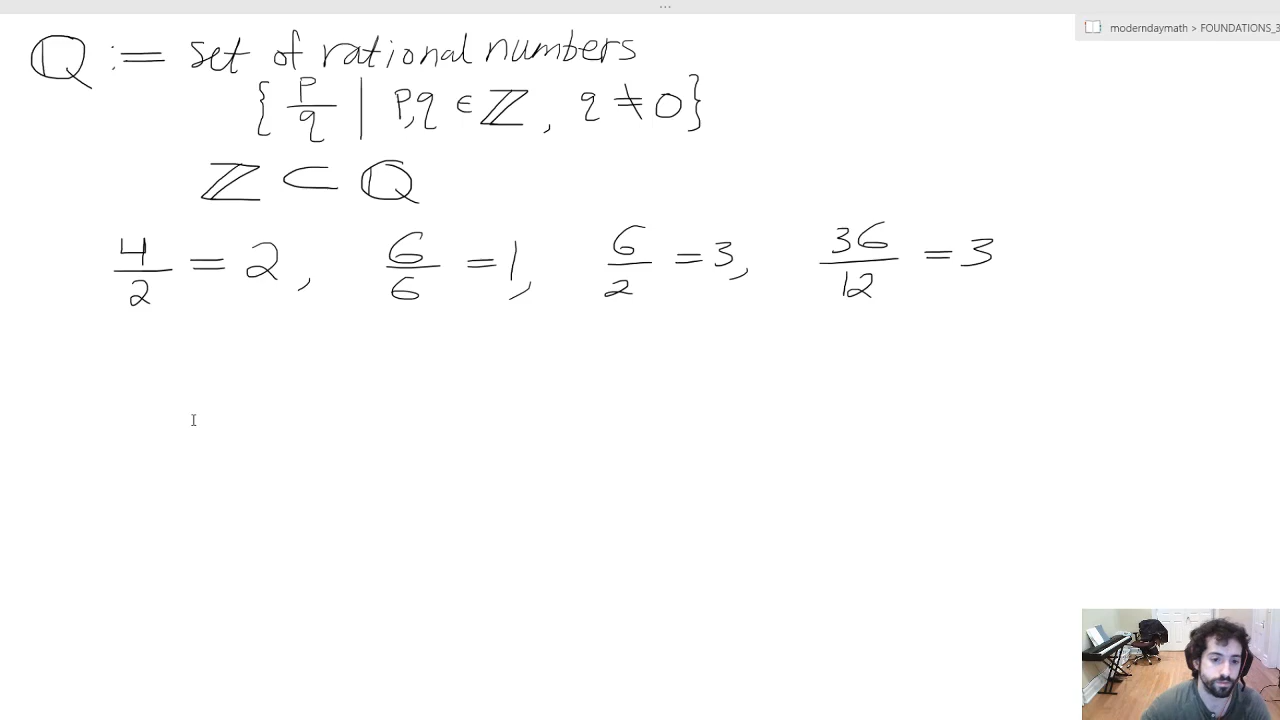 ...
moderndaymath > FOUNDATIONS_3
ℚ := set of rational numbers
{ p/q | p,q ∈ ℤ, q ≠ 0}
ℤ ⊂ ℚ
4/2 = 2, 6/6 = 1, 6/2 = 3, 36/12 = 3